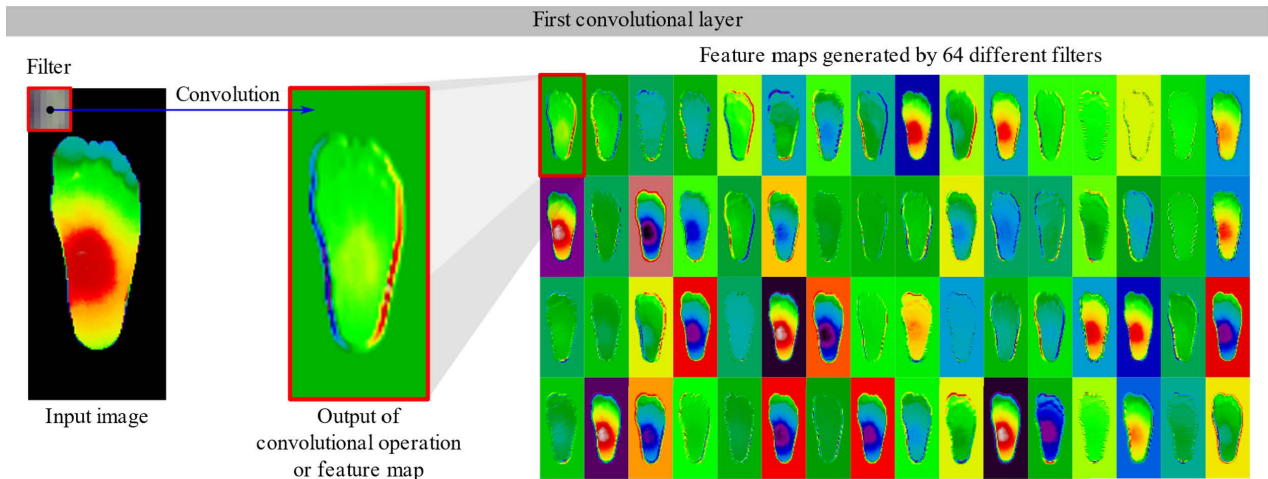 First convolutional layer
Filter
Convolution
Feature maps generated by 64 different filters
Input image
Output of
convolutional operation
or feature map